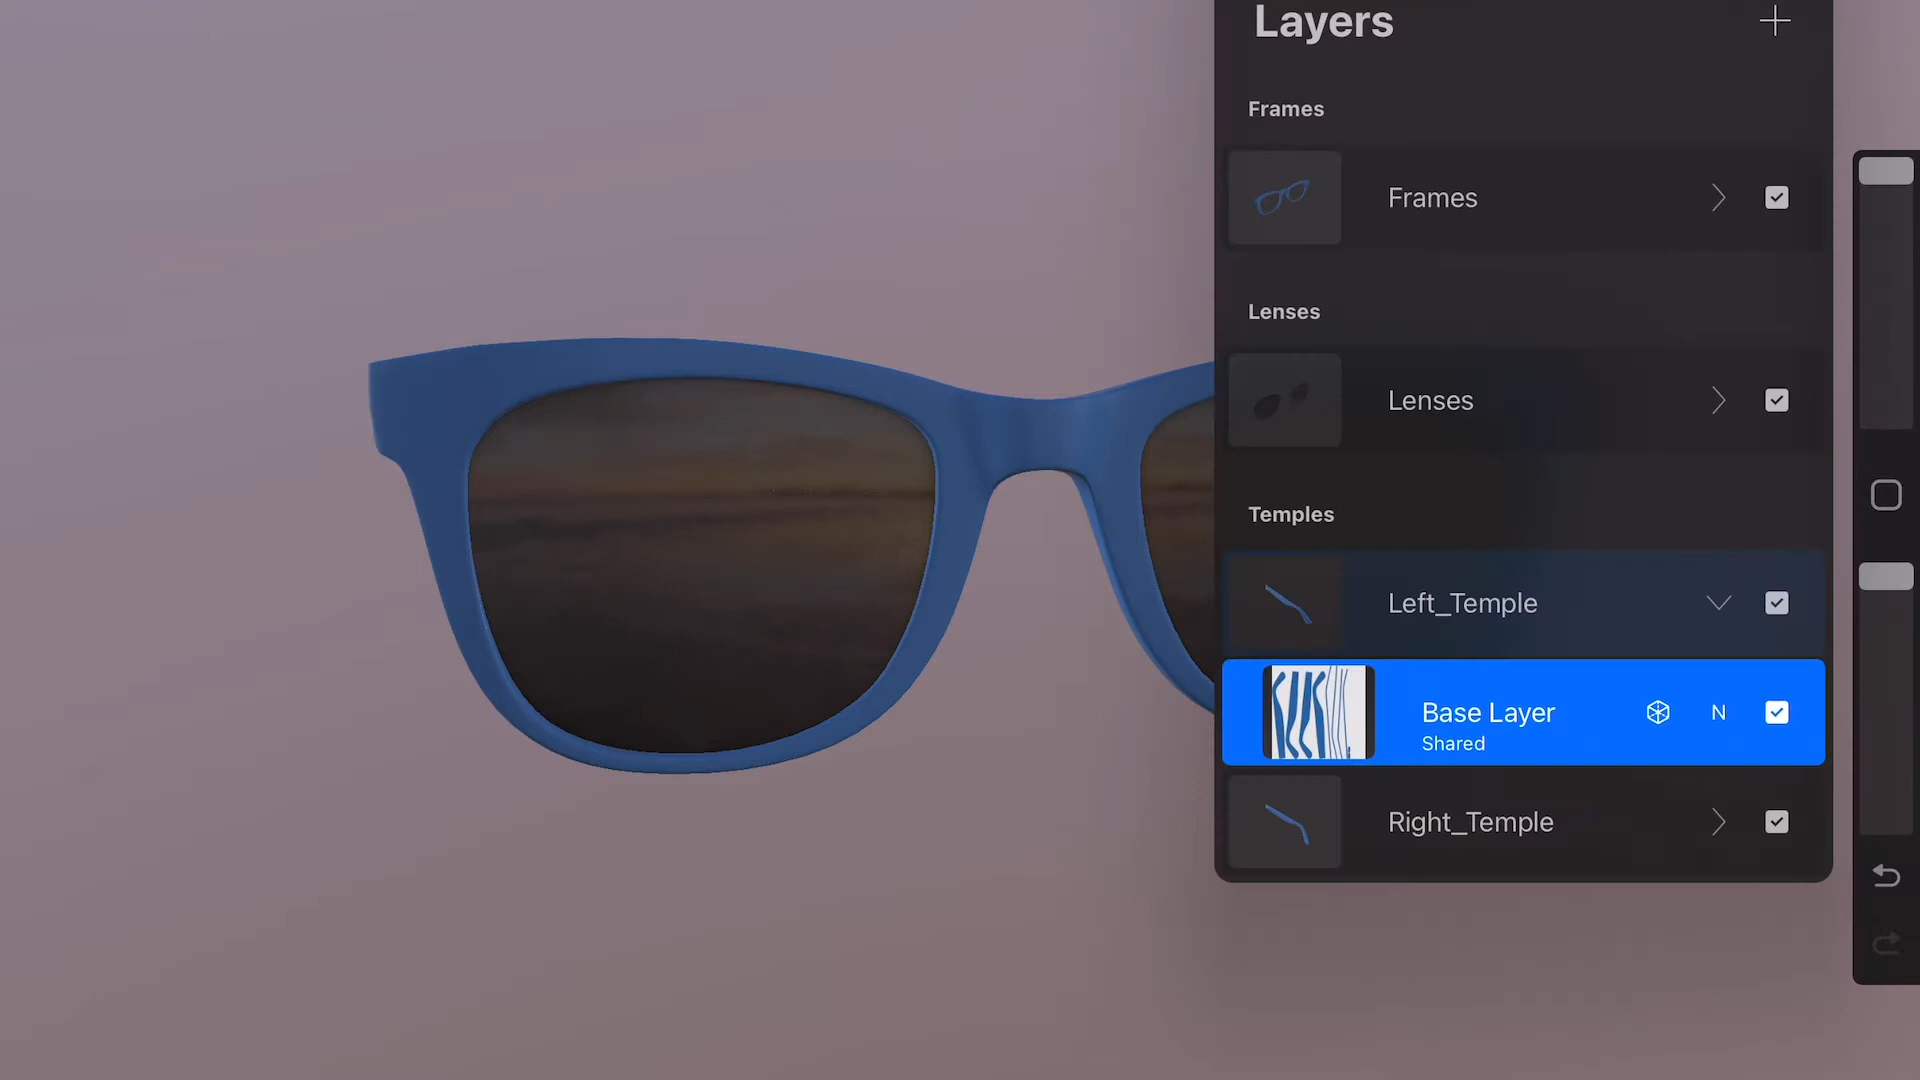 Layers
Frames
Frames
Lenses
Lenses
Temples
Left_Temple
Base Layer
N
Shared
Right_Temple